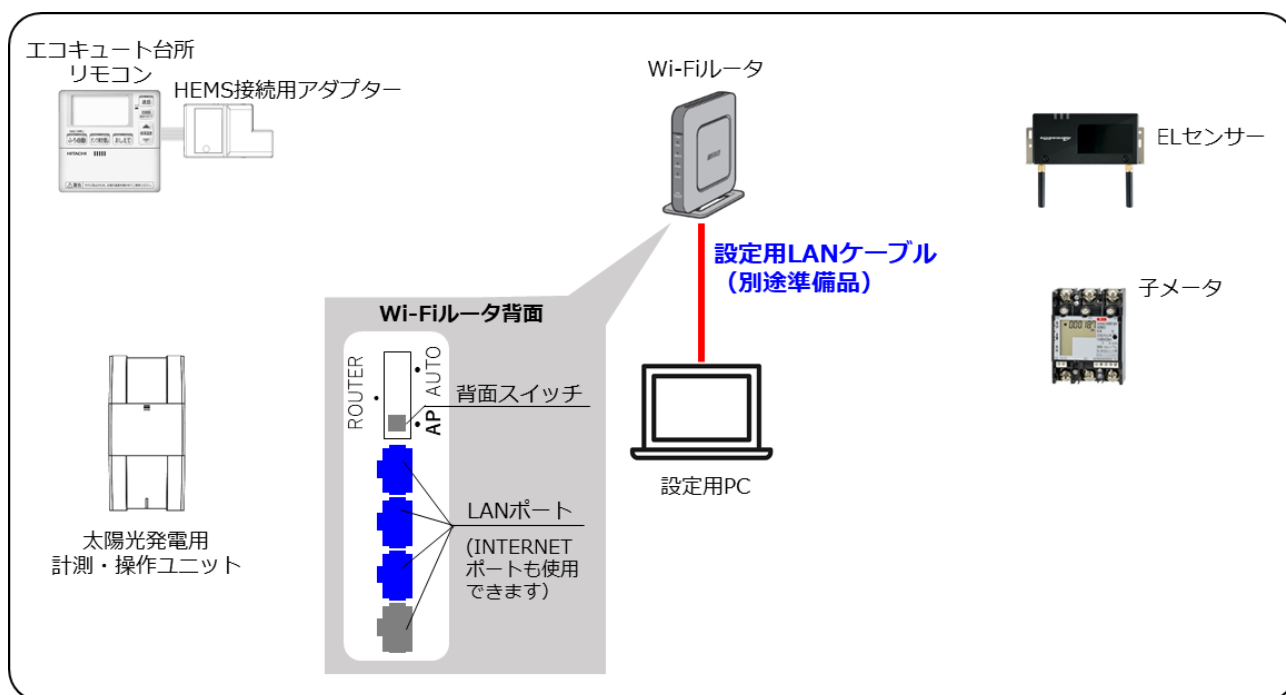 エコキュート台所
リモコン
HEMS接続用アダプター
HITACHI
Wi-Fiルータ
ELセンサー
設定用LANケーブル
（別途準備品）
子メータ
Wi-Fiルータ背面
ROUTER
AUTO
AP
背面スイッチ
設定用PC
LANポート
(INTERNET
ポートも使用
できます）
太陽光発電用
計測・操作ユニット